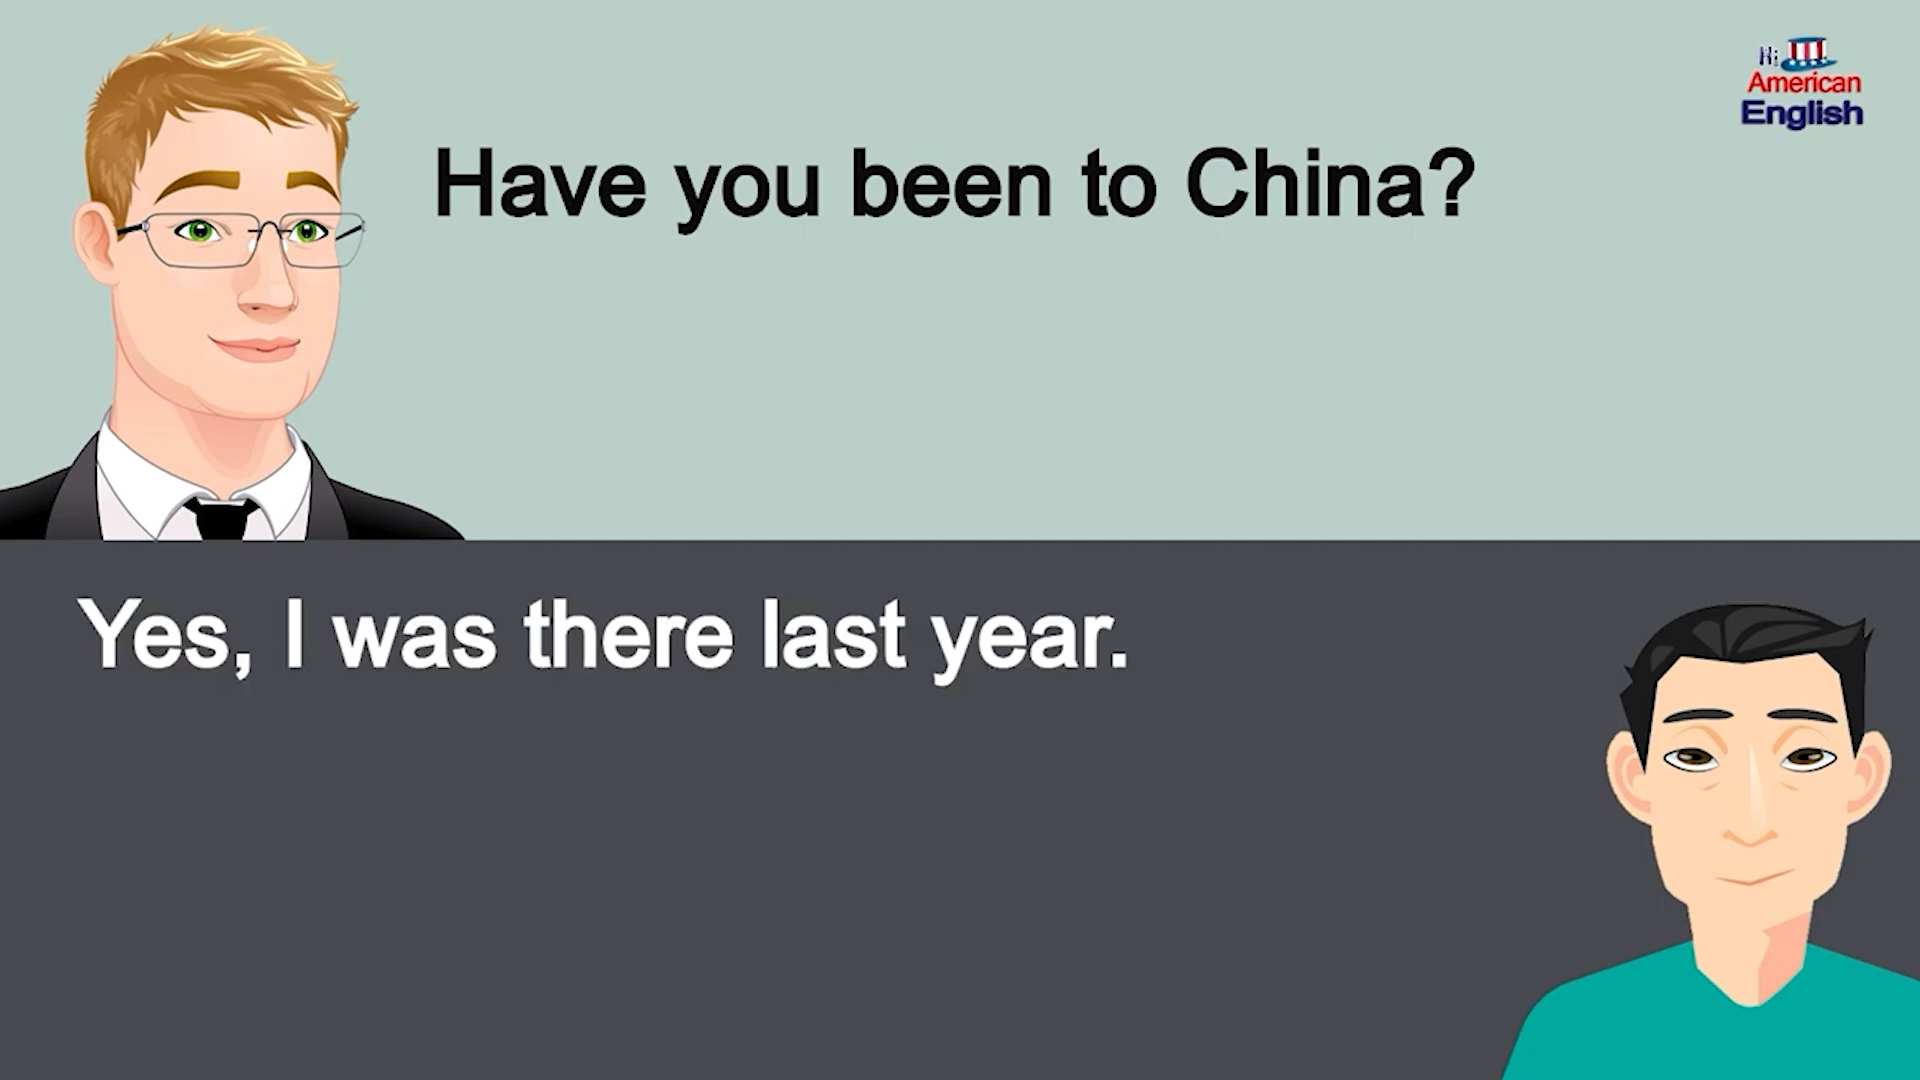 Hi
American
English
Have you been to China?
Yes, I was there last year.